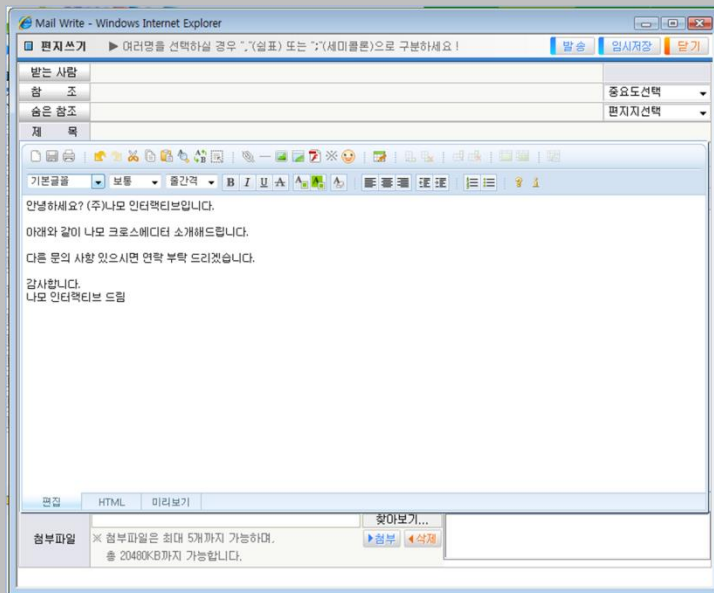 Mail Write - Windows Internet Explorer
편지쓰기 ▶ 여러명을 선택하실 경우 ","(쉼표) 또는 ";"(세미콜론)으로 구분하세요 ! 발송 임시저장 닫기
받는 사람
참 조 중요도선택
숨은 참조 편지지선택
제 목
기본글꼴 보통 줄간격 B I U A
안녕하세요? (주)나모 인터랙티브입니다.
아래와 같이 나모 크로스에디터 소개해드립니다.
다른 문의 사항 있으시면 연락 부탁 드리겠습니다.
감사합니다.
나모 인터랙티브 드림
편집 HTML 미리보기
찾아보기...
첨부파일 ※ 첨부파일은 최대 5개까지 가능하며, ▶첨부 ◀삭제
총 20480KB까지 가능합니다.